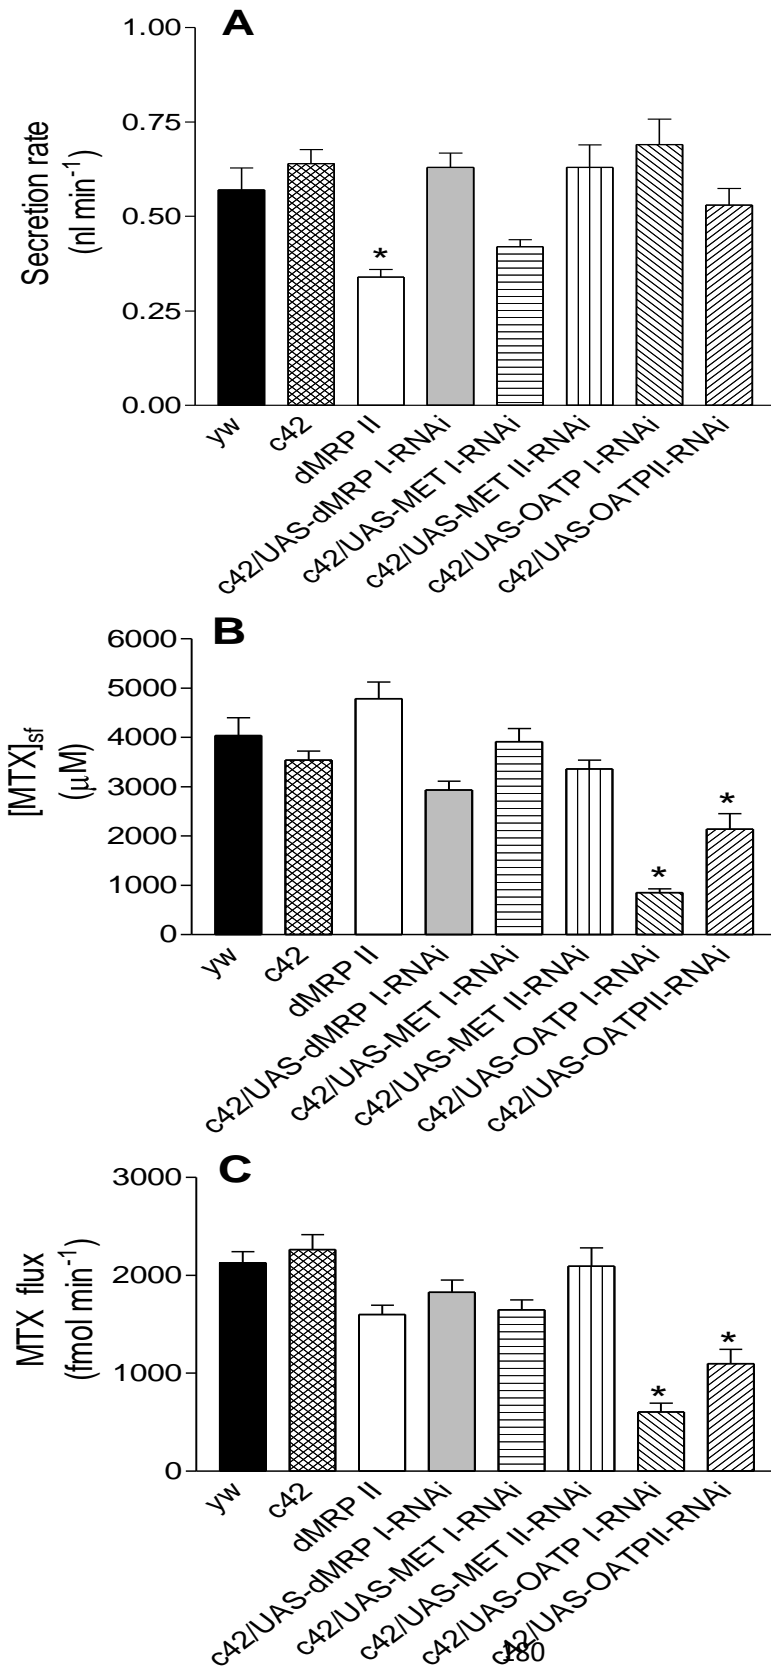 A
1.00
0.75
0.50
0.25
0.00
Secretion rate
(nl min-1)
*
yw
c42
dMRP II
c42/UAS-dMRP I-RNAi
c42/UAS-MET I-RNAi
c42/UAS-MET II-RNAi
c42/UAS-OATP I-RNAi
c42/UAS-OATPII-RNAi
B
6000
5000
4000
3000
2000
1000
0
[MTX]sf
(μM)
*
*
yw
c42
dMRP II
c42/UAS-dMRP I-RNAi
c42/UAS-MET I-RNAi
c42/UAS-MET II-RNAi
c42/UAS-OATP I-RNAi
c42/UAS-OATPII-RNAi
C
3000
2000
1000
0
MTX flux
(fmol min-1)
*
*
yw
c42
dMRP II
c42/UAS-dMRP I-RNAi
c42/UAS-MET I-RNAi
c42/UAS-MET II-RNAi
c42/UAS-OATP I-RNAi
c42/UAS-OATPII-RNAi
180